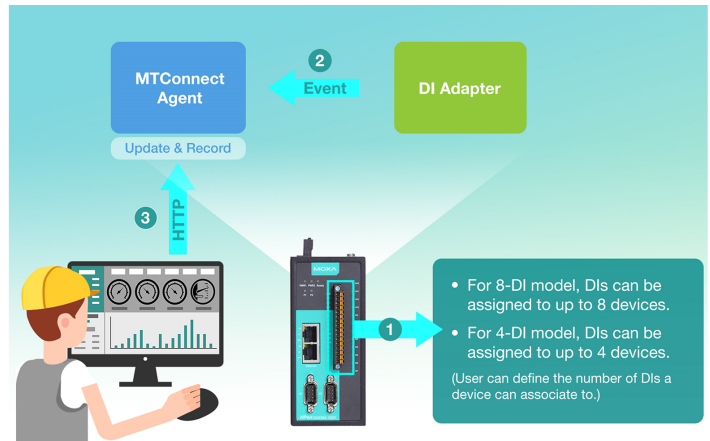 MTConnect
Agent
Update & Record
2
Event
DI Adapter
3
HTTP
MOXA
1
• For 8-DI model, DIs can be
assigned to up to 8 devices.
• For 4-DI model, DIs can be
assigned to up to 4 devices.
(User can define the number of DIs a
device can associate to.)